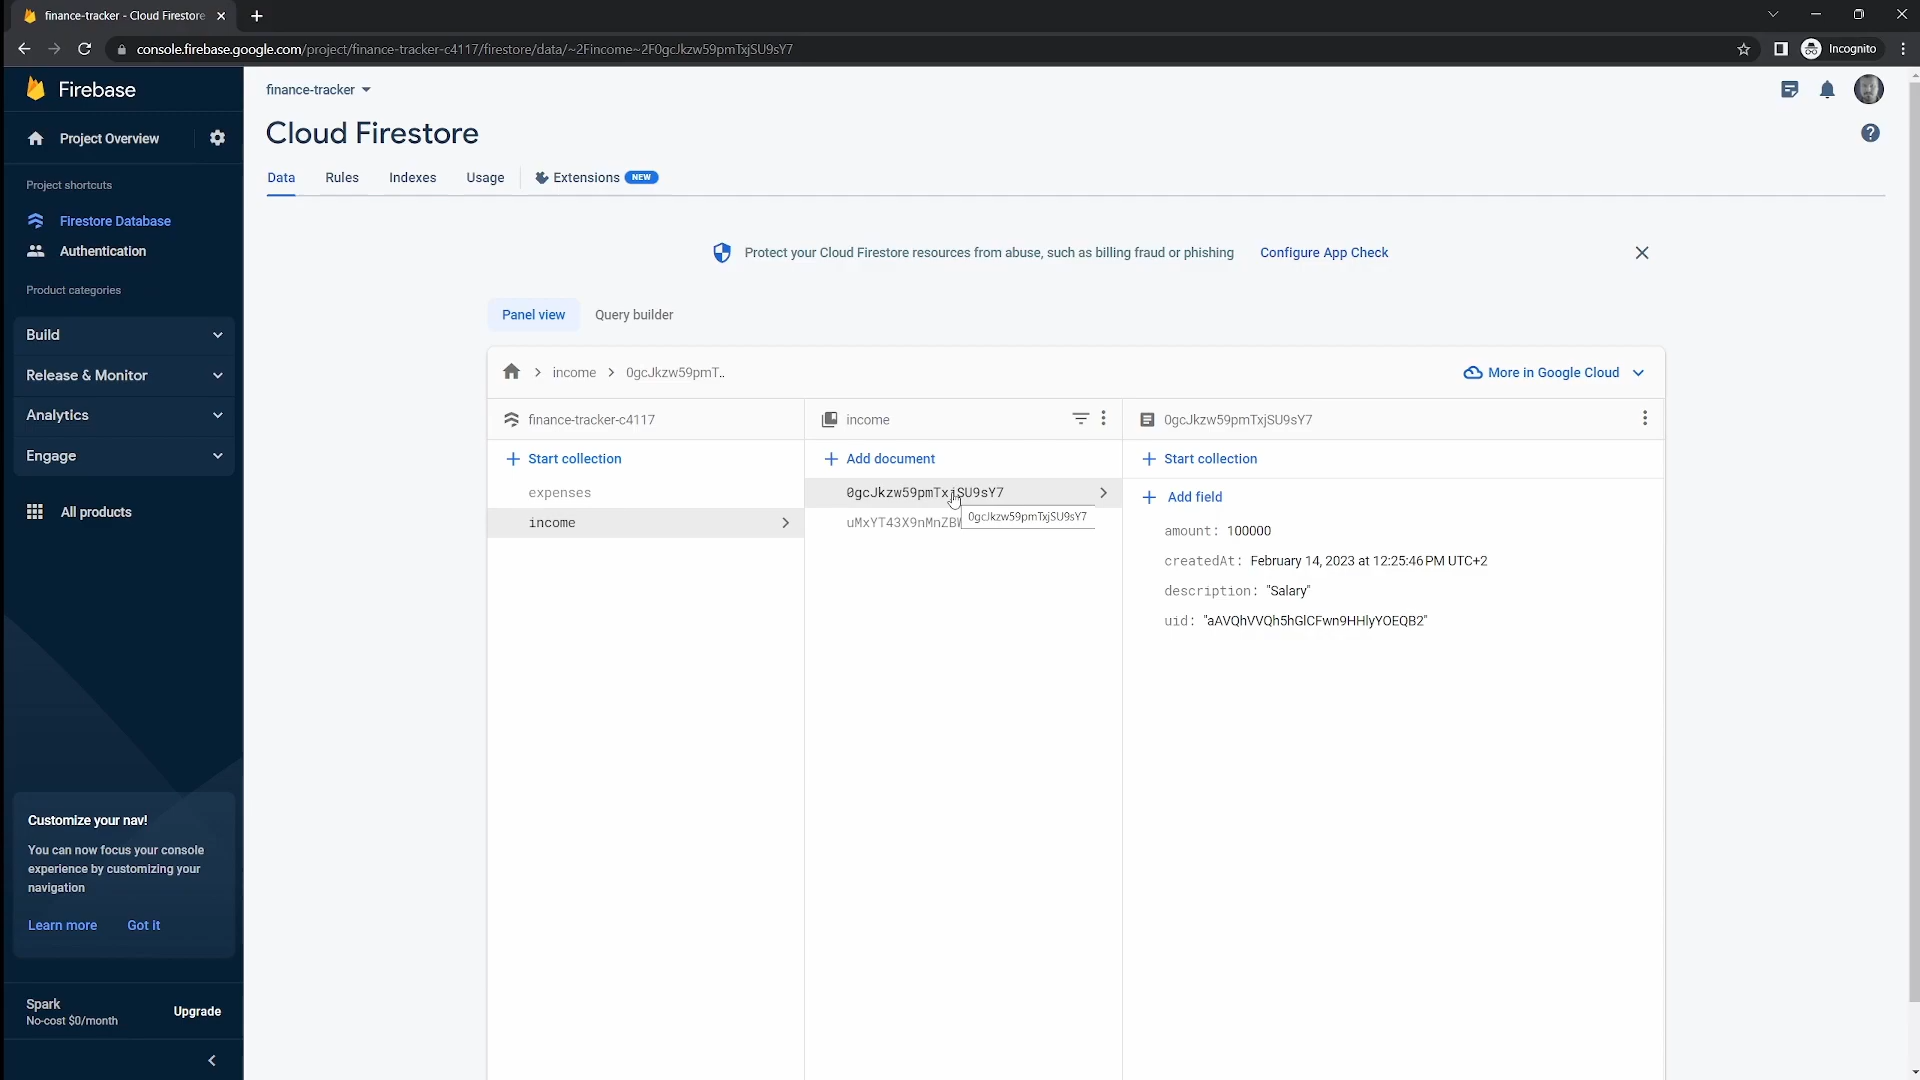 finance-tracker - Cloud Firestore
console.firebase.google.com/project/finance-tracker-c4117/firestore/data/~2Fincome~2F0gcJkzw59pmTxjSU9sY7
Incognito
Firebase
Project Overview
Project shortcuts
Firestore Database
Authentication
Product categories
Build
Release & Monitor
Analytics
Engage
All products
Customize your nav!
You can now focus your console
experience by customizing your
navigation
Learn more Got it
Spark
No-cost $0/month
Upgrade
finance-tracker
Cloud Firestore
Data Rules Indexes Usage Extensions NEW
Protect your Cloud Firestore resources from abuse, such as billing fraud or phishing Configure App Check
Panel view Query builder
income 0gcJkzw59pmT..
More in Google Cloud
finance-tracker-c4117
Start collection
expenses
income
income
Add document
0gcJkzw59pmTxjSU9sY7
0gcJkzw59pmTxjSU9sY7
0gcJkzw59pmTxjSU9sY7
Start collection
Add field
amount: 100000
createdAt: February 14, 2023 at 12:25:46 PM UTC+2
description: "Salary"
uid: "aAVQhVVQh5hGlCFwn9HHlyYOEQB2"